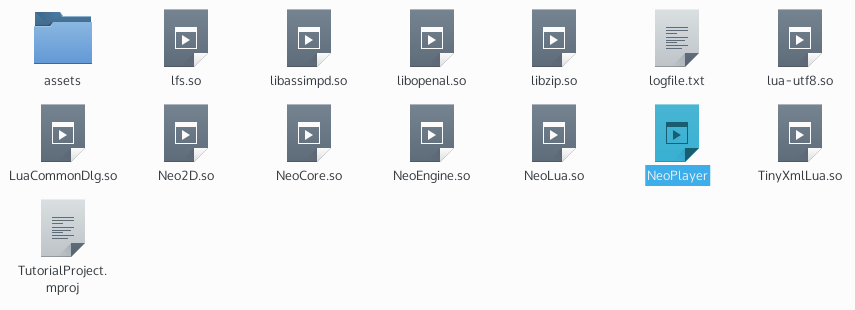 assets
lfs.so
libassimpd.so
libopenal.so
libzip.so
logfile.txt
lua-utf8.so
LuaCommonDlg.so
Neo2D.so
NeoCore.so
NeoEngine.so
NeoLua.so
NeoPlayer
TinyXmlLua.so
TutorialProject.
mproj